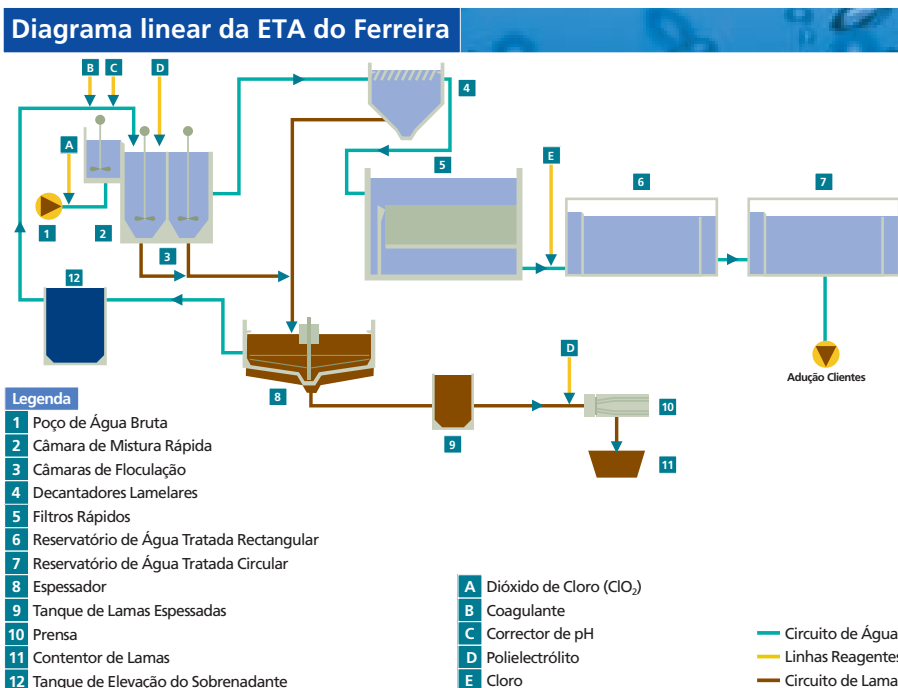 Diagrama linear da ETA do Ferreira
B
C
D
A
4
5
E
6
7
1
2
3
12
D
Adução Clientes
8
10
9
11
Legenda
1 Poço de Água Bruta
2 Câmara de Mistura Rápida
3 Câmaras de Floculação
4 Decantadores Lamelares
5 Filtros Rápidos
6 Reservatório de Água Tratada Rectangular
7 Reservatório de Água Tratada Circular
8 Espessador
9 Tanque de Lamas Espessadas
10 Prensa
11 Contentor de Lamas
12 Tanque de Elevação do Sobrenadante
A Dióxido de Cloro (ClO₂)
B Coagulante
C Corrector de pH
D Polielectrólito
E Cloro
Circuito de Água
Linhas Reagentes
Circuito de Lama